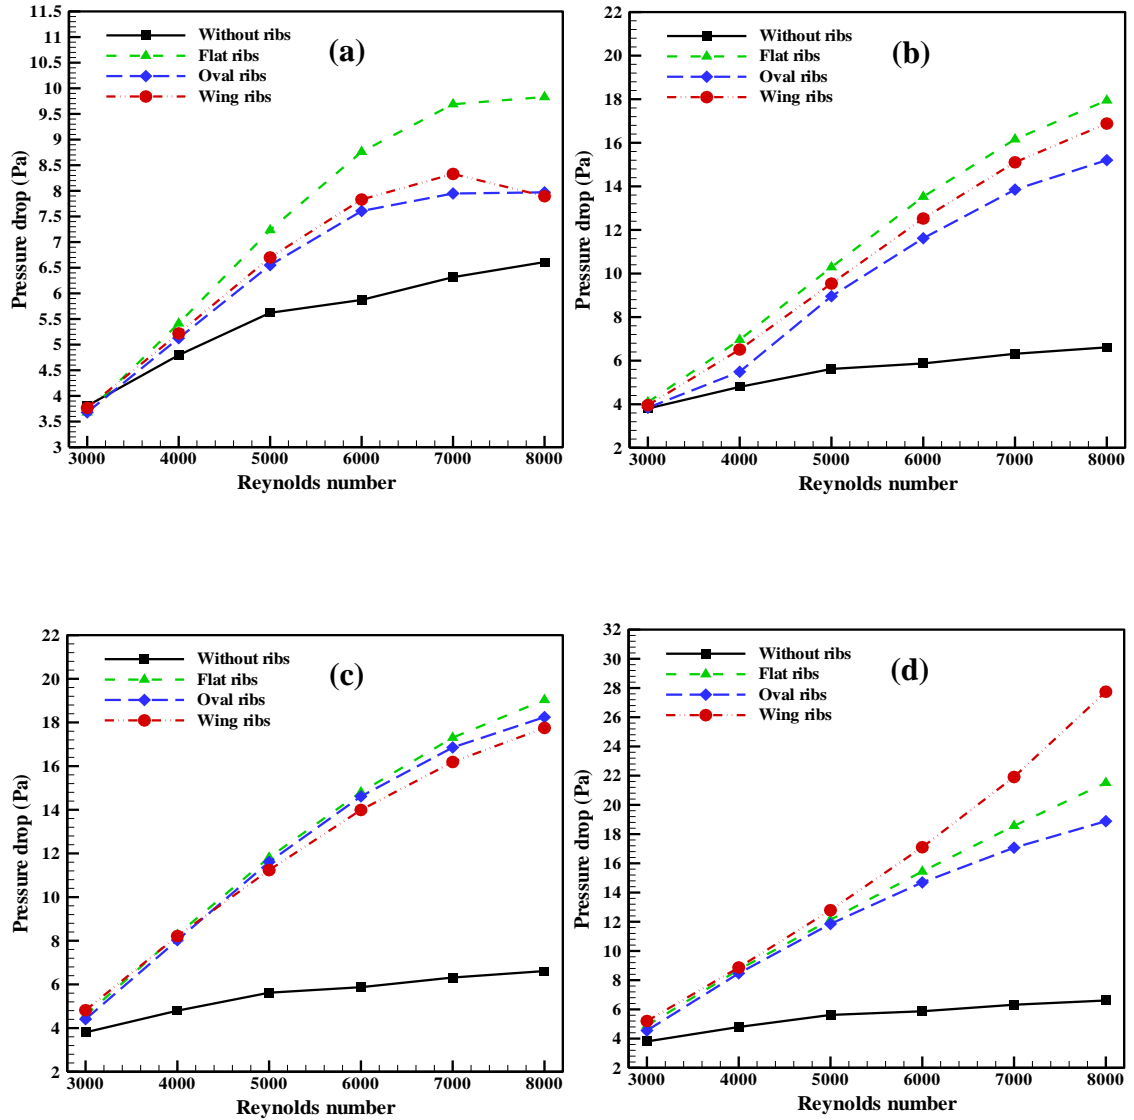 11.5
11
10.5
10
9.5
9
8.5
8
7.5
7
6.5
6
5.5
5
4.5
4
3.5
3
Pressure drop (Pa)
Without ribs
Flat ribs
Oval ribs
Wing ribs
(a)
3000 4000 5000 6000 7000 8000
Reynolds number
22
20
18
16
14
12
10
8
6
4
2
Pressure drop (Pa)
Without ribs
Flat ribs
Oval ribs
Wing ribs
(b)
3000 4000 5000 6000 7000 8000
Reynolds number
22
20
18
16
14
12
10
8
6
4
2
Pressure drop (Pa)
Without ribs
Flat ribs
Oval ribs
Wing ribs
(c)
3000 4000 5000 6000 7000 8000
Reynolds number
32
30
28
26
24
22
20
18
16
14
12
10
8
6
4
2
Pressure drop (Pa)
Without ribs
Flat ribs
Oval ribs
Wing ribs
(d)
3000 4000 5000 6000 7000 8000
Reynolds number